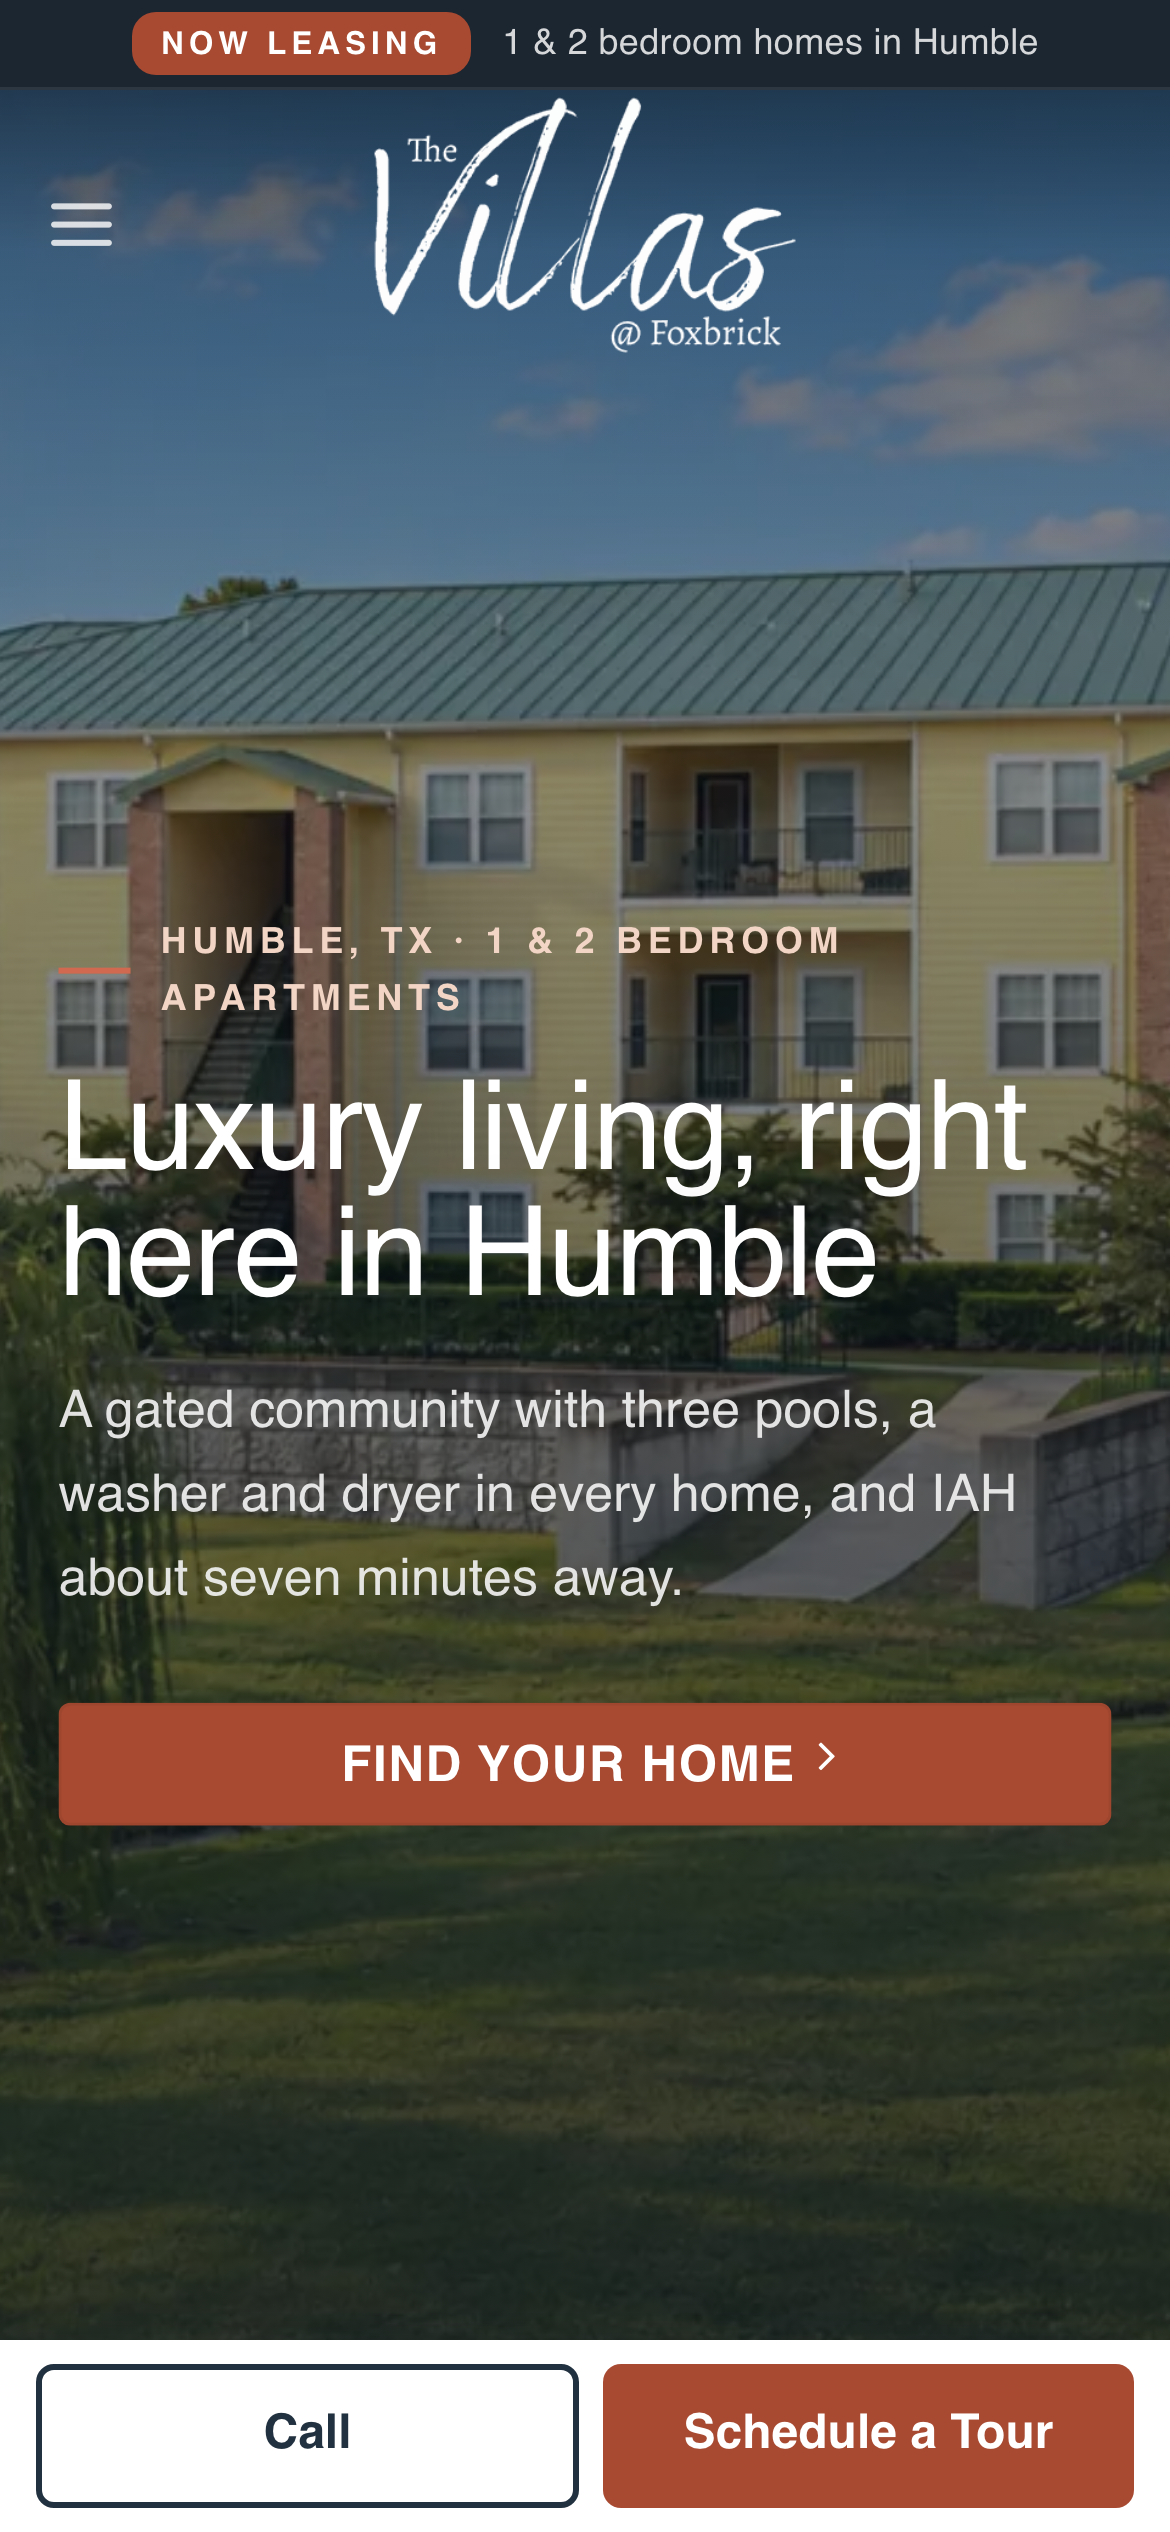 NOW LEASING 1 & 2 bedroom homes in Humble
The
Villas
@ Foxbrick
HUMBLE, TX · 1 & 2 BEDROOM
APARTMENTS
Luxury living, right
here in Humble
A gated community with three pools, a
washer and dryer in every home, and IAH
about seven minutes away.
FIND YOUR HOME
Call
Schedule a Tour